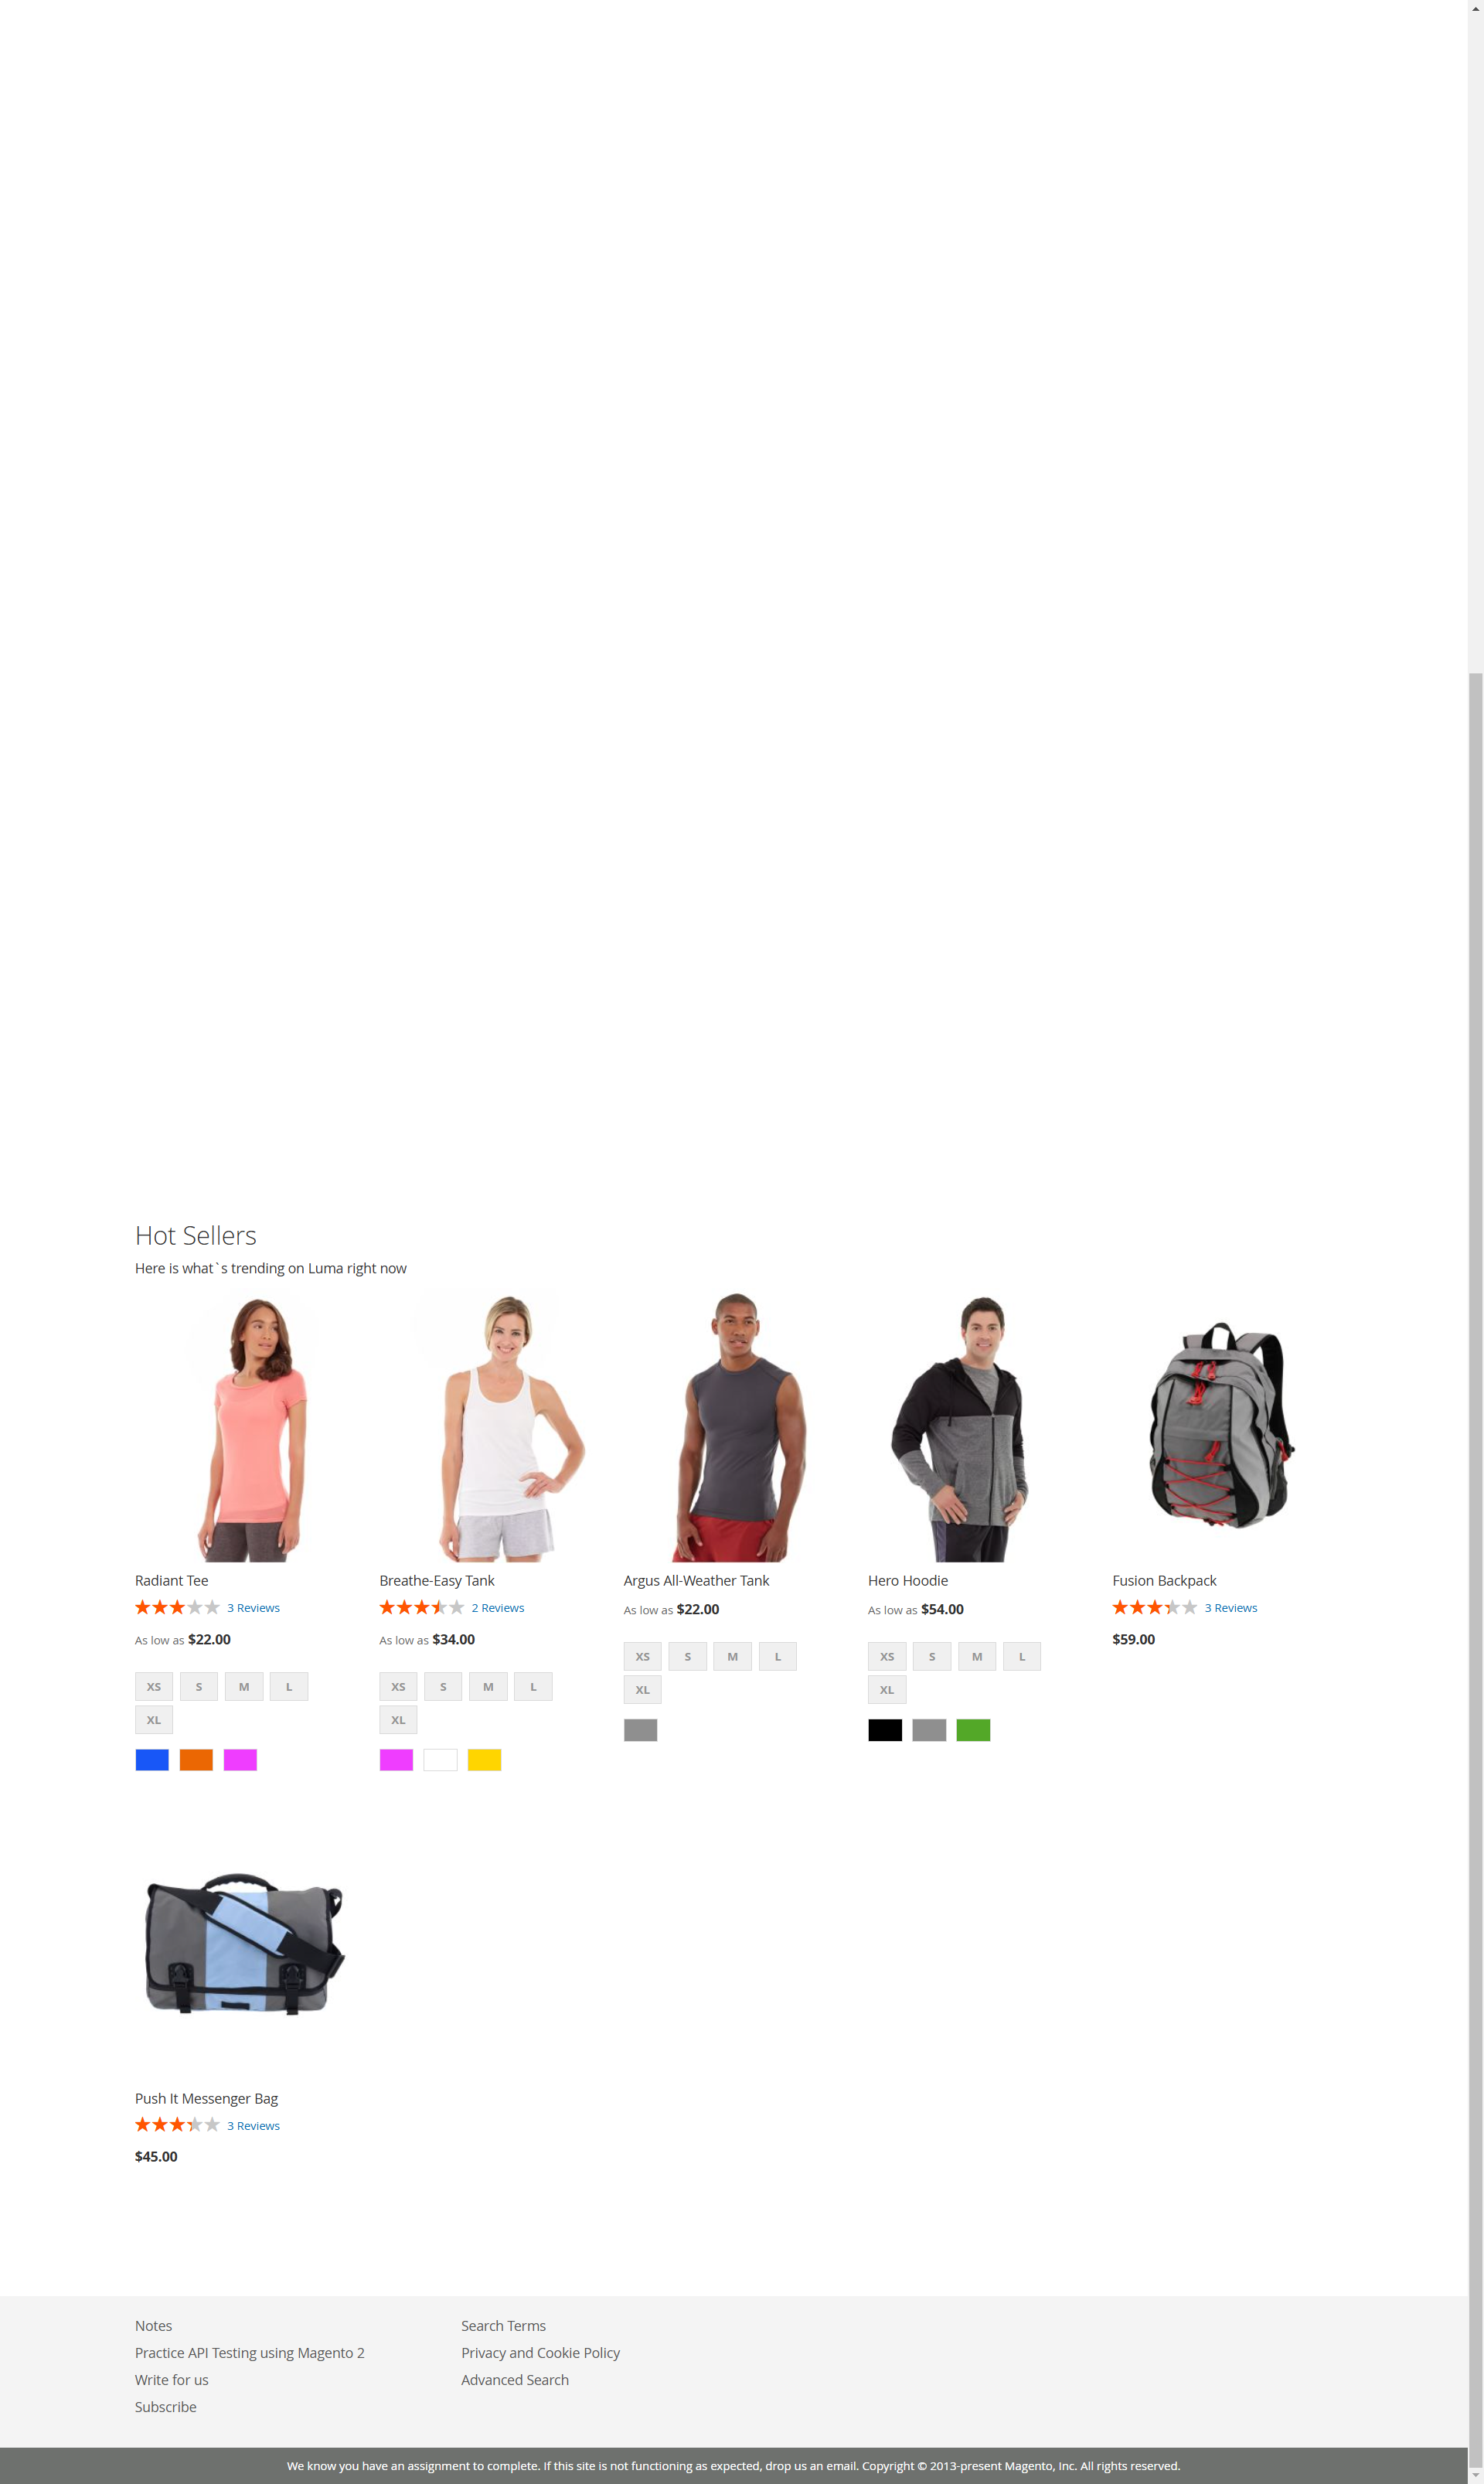 Hot Sellers
Here is what`s trending on Luma right now
Radiant Tee
3 Reviews
As low as $22.00
XS S M L
XL
Breathe-Easy Tank
2 Reviews
As low as $34.00
XS S M L
XL
Argus All-Weather Tank
As low as $22.00
XS S M L
XL
Hero Hoodie
As low as $54.00
XS S M L
XL
Fusion Backpack
3 Reviews
$59.00
Push It Messenger Bag
3 Reviews
$45.00
Notes
Practice API Testing using Magento 2
Write for us
Subscribe
Search Terms
Privacy and Cookie Policy
Advanced Search
We know you have an assignment to complete. If this site is not functioning as expected, drop us an email. Copyright © 2013-present Magento, Inc. All rights reserved.